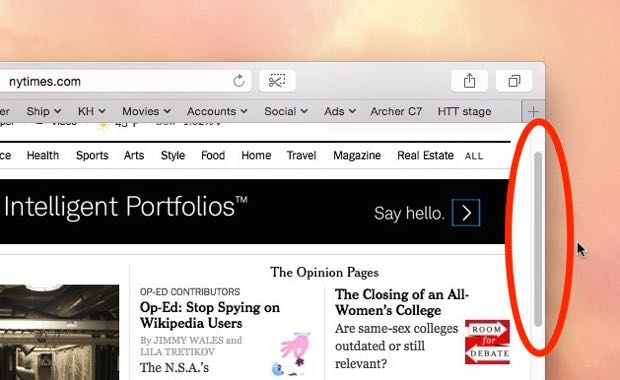 nytimes.com
er Ship KH Movies Accounts Social Ads Archer C7 HTT stage
45°F
ce Health Sports Arts Style Food Home Travel Magazine Real Estate ALL
Intelligent Portfolios™
Say hello.
The Opinion Pages
OP-ED CONTRIBUTORS
Op-Ed: Stop Spying on
Wikipedia Users
By JIMMY WALES and
LILA TRETIKOV
The N.S.A.'s
The Closing of an All-
Women's College
Are same-sex colleges
outdated or still
relevant?
ROOM
for
DEBATE